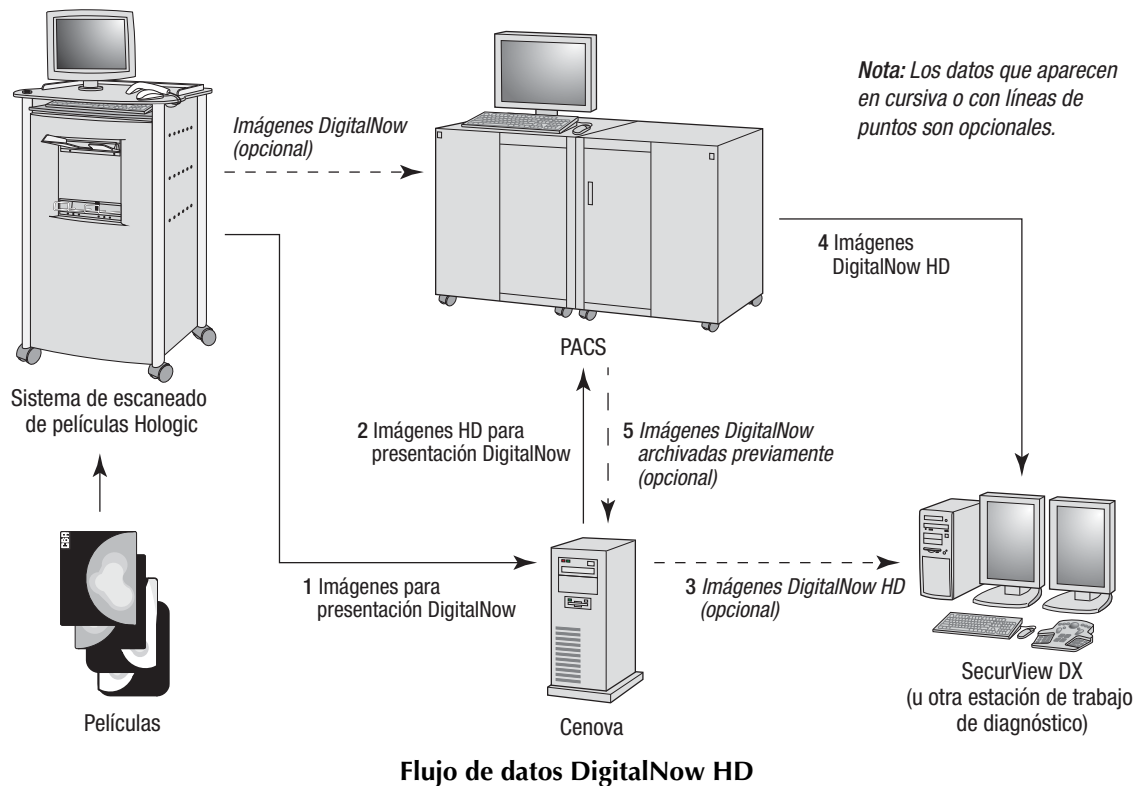 Imágenes DigitalNow
(opcional)
Nota: Los datos que aparecen
en cursiva o con líneas de
puntos son opcionales.
4 Imágenes
DigitalNow HD
PACS
Sistema de escaneado
de películas Hologic
2 Imágenes HD para
presentación DigitalNow
5 Imágenes DigitalNow
archivadas previamente
(opcional)
1 Imágenes para
presentación DigitalNow
3 Imágenes DigitalNow HD
(opcional)
Películas
Cenova
SecurView DX
(u otra estación de trabajo
de diagnóstico)
Flujo de datos DigitalNow HD